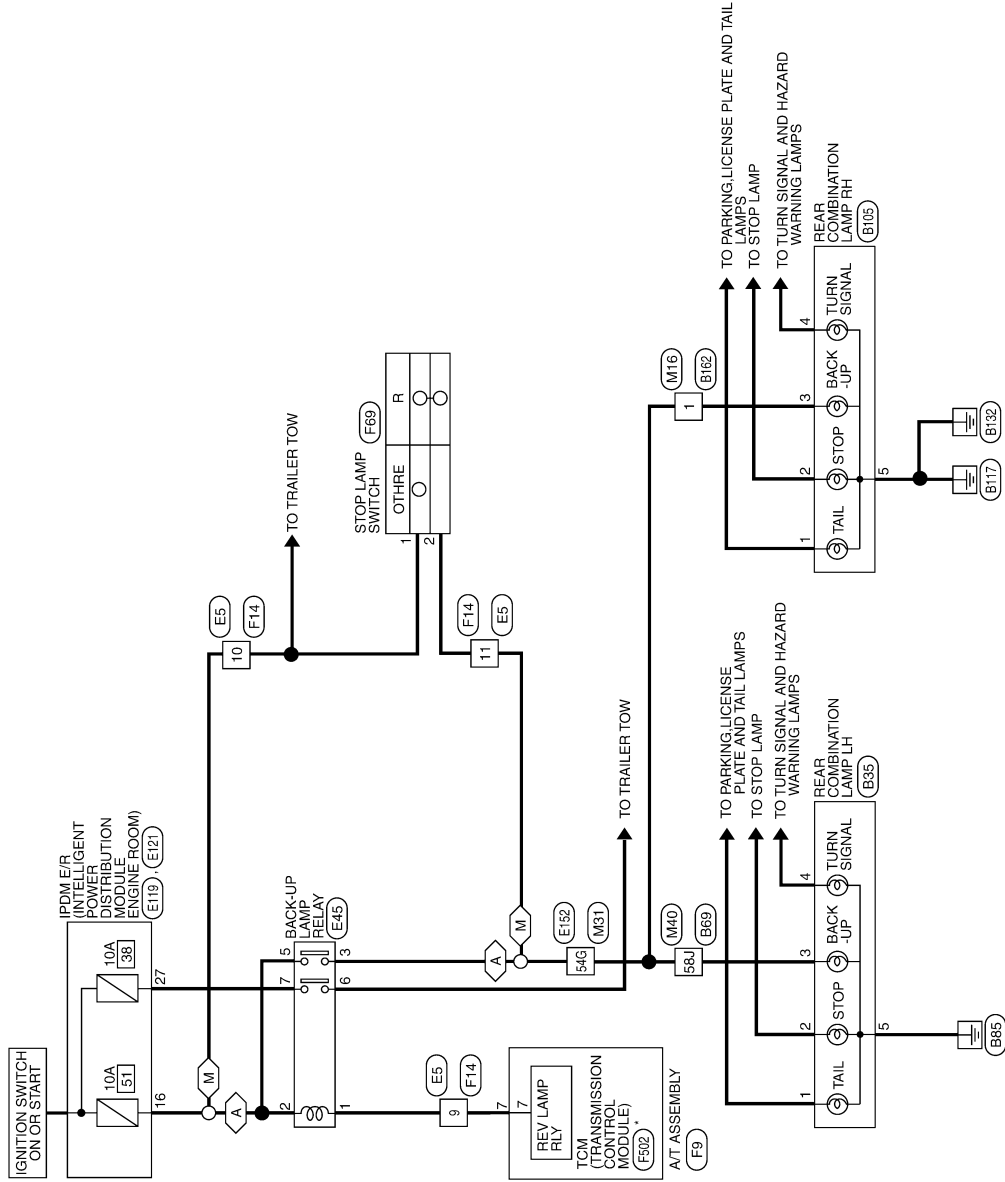 IGNITION SWITCH
ON OR START
IPDM E/R
(INTELLIGENT
POWER
DISTRIBUTION
MODULE
ENGINE ROOM)
E119 , E121
10A
51
10A
38
16
27
M
A
BACK-UP
LAMP
RELAY
E45
2
7
5
1
6
3
E5
F14
9
7
7
REV LAMP
RLY
TCM
(TRANSMISSION
CONTROL
MODULE)
F502 *
A/T ASSEMBLY
F9
E5
F14
10
TO TRAILER TOW
STOP LAMP
SWITCH
F69
OTHRE
R
1
2
F14
E5
11
A
M
E152
M31
54G
TO TRAILER TOW
M40
B69
58J
M16
B162
1
TO PARKING,LICENSE
PLATE AND TAIL LAMPS
TO STOP LAMP
TO TURN SIGNAL AND HAZARD
WARNING LAMPS
REAR
COMBINATION
LAMP LH
B35
1
2
3
4
TAIL
STOP
BACK
-UP
TURN
SIGNAL
5
B85
TO PARKING,LICENSE PLATE AND TAIL
LAMPS
TO STOP LAMP
TO TURN SIGNAL AND HAZARD
WARNING LAMPS
REAR
COMBINATION
LAMP RH
B105
1
2
3
4
TAIL
STOP
BACK
-UP
TURN
SIGNAL
5
B117
B132